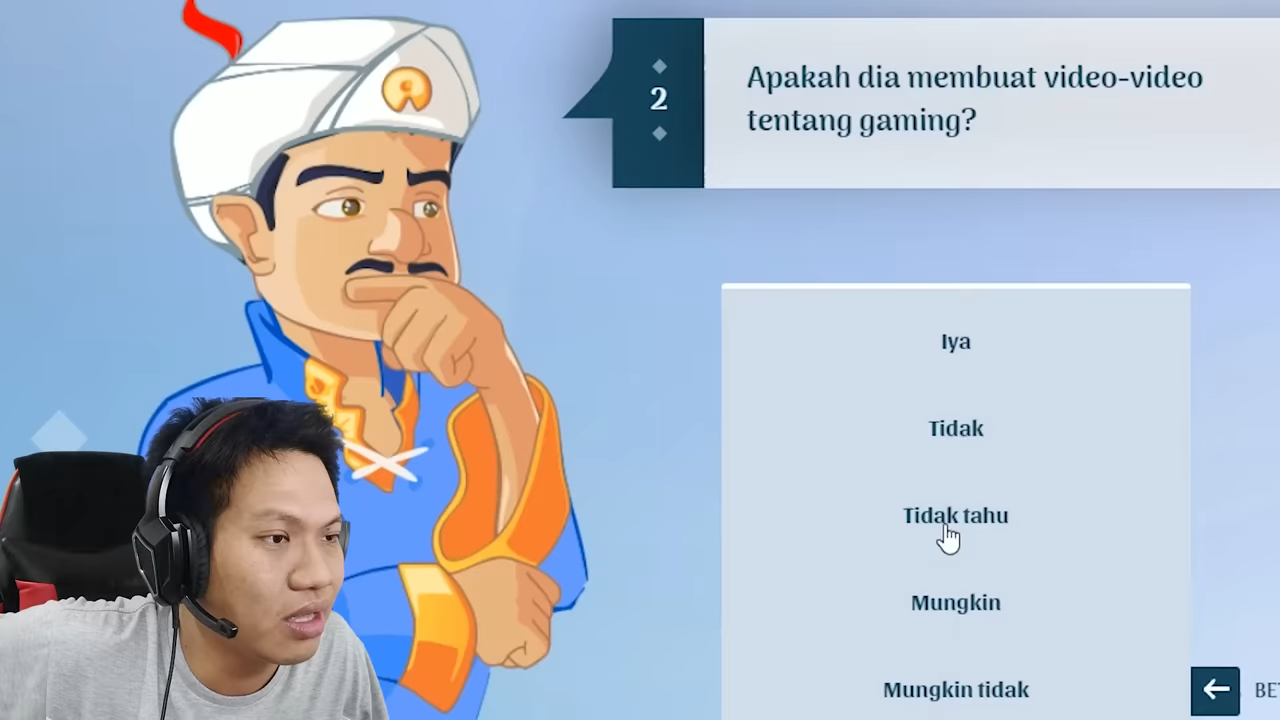 2
Apakah dia membuat video-video
tentang gaming?
Iya
Tidak
Tidak tahu
Mungkin
Mungkin tidak